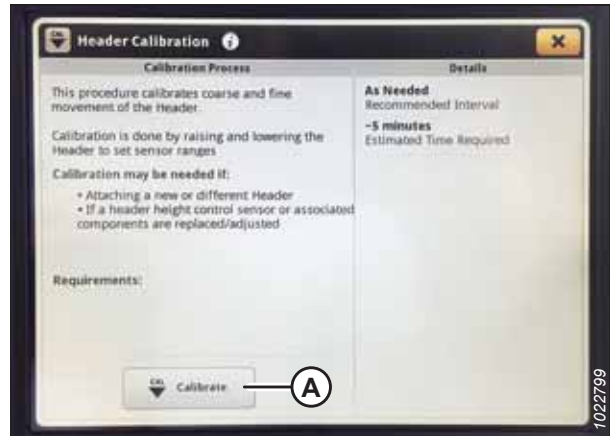 CAL
Header Calibration i
Calibration Process
Details
This procedure calibrates coarse and fine
movement of the Header.
Calibration is done by raising and lowering the
Header to set sensor ranges
Calibration may be needed if:
• Attaching a new or different Header
• If a header height control sensor or associated
components are replaced/adjusted
Requirements:
As Needed
Recommended Interval
~5 minutes
Estimated Time Required
CAL
Calibrate
A
1022799